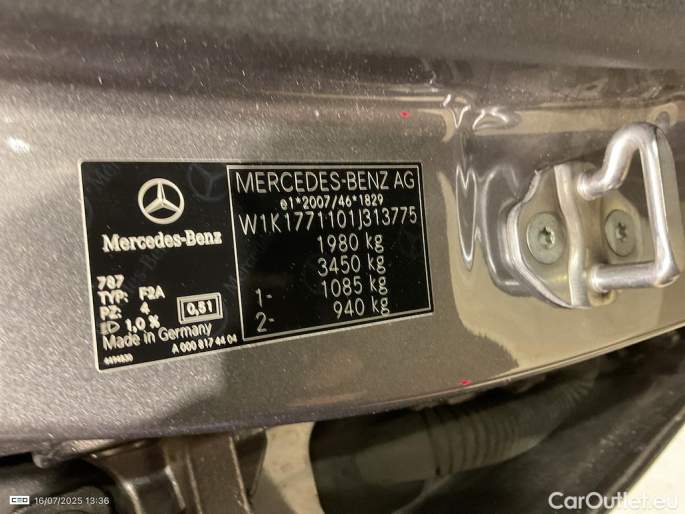 MERCEDES-BENZ AG
e1*2007/46*1829
W1K1771101J313775
1980 kg
3450 kg
1- 1085 kg
2- 940 kg
Mercedes-Benz
787
TYP: F2A
PZ: 4
1,0 %
0,51
Made in Germany
A 000 817 44 04
CEO 16/07/2025 13:36
CarOutlet.eu